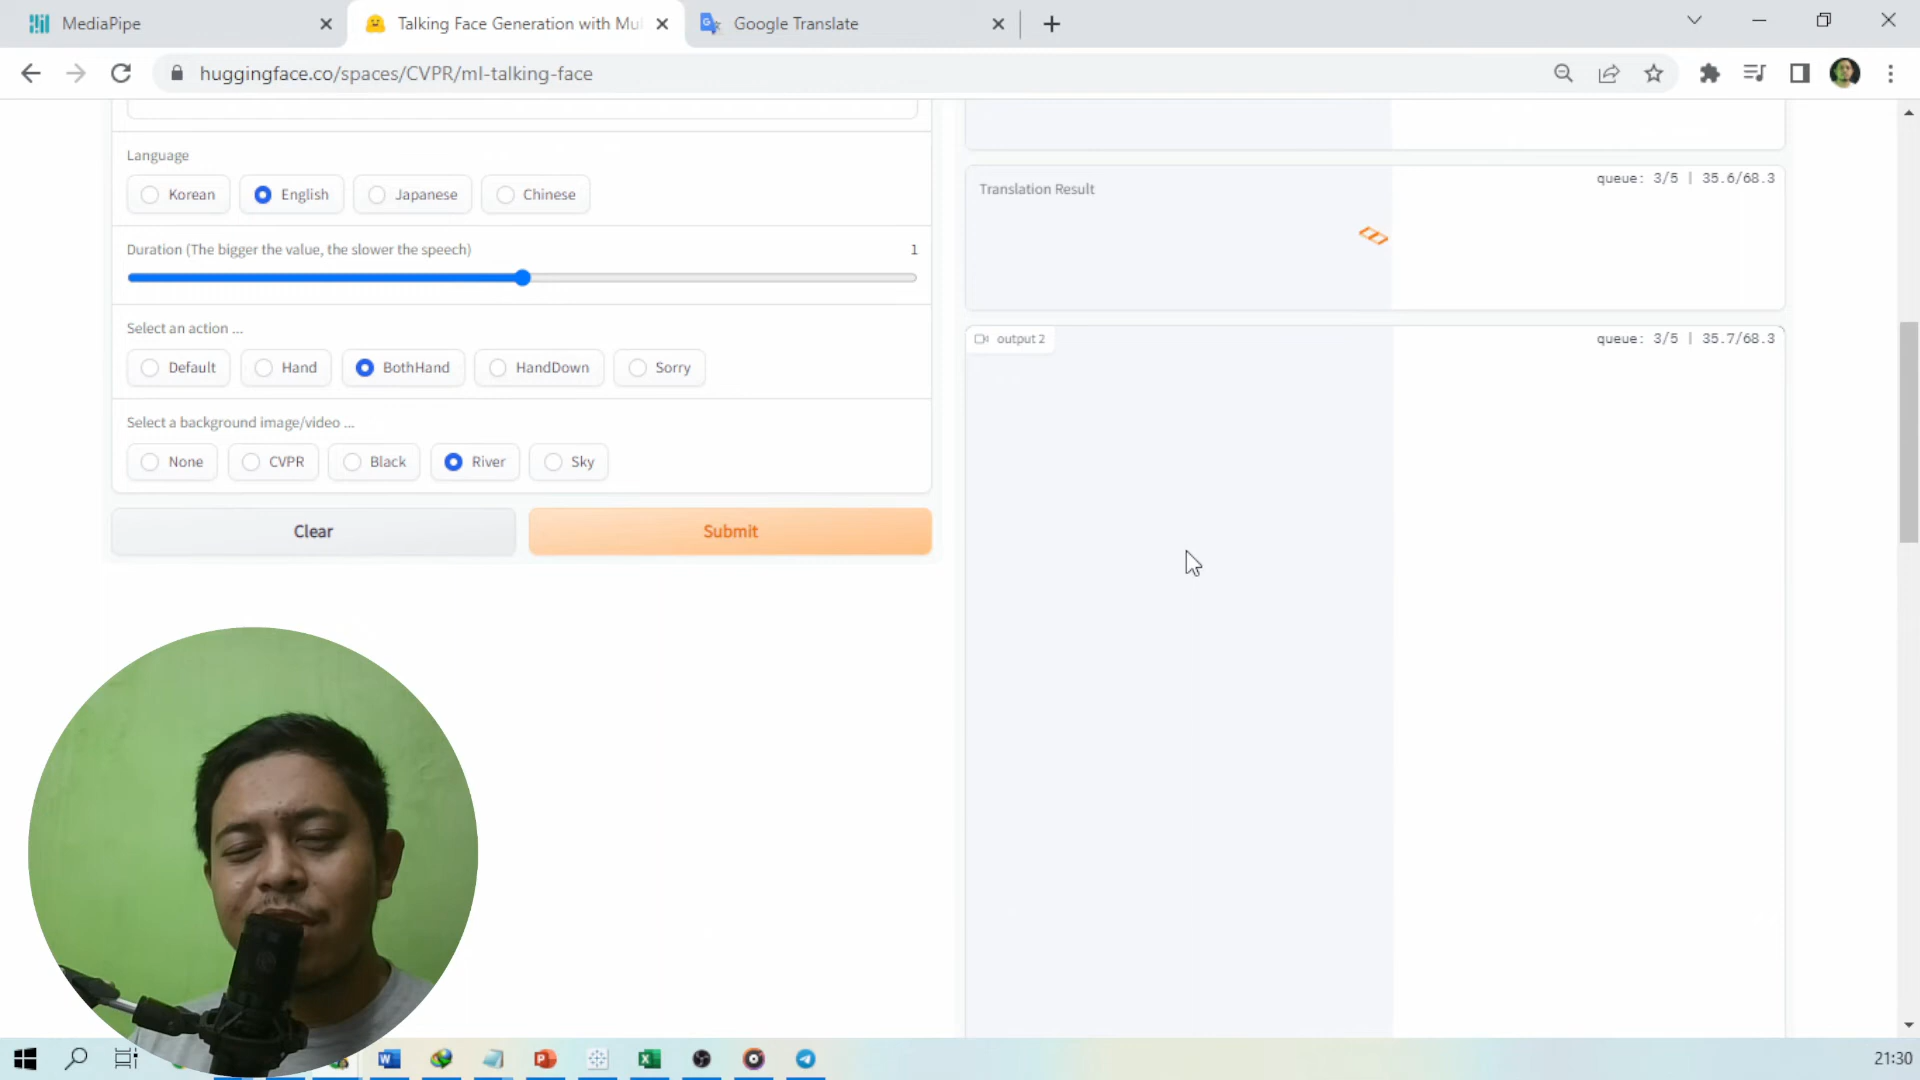 MediaPipe
Talking Face Generation with Mul
Google Translate
huggingface.co/spaces/CVPR/ml-talking-face
Language
Korean English Japanese Chinese
Duration (The bigger the value, the slower the speech) 1
Select an action ...
Default Hand BothHand HandDown Sorry
Select a background image/video ...
None CVPR Black River Sky
Clear Submit
queue: 3/5 | 35.6/68.3
Translation Result
output 2
queue: 3/5 | 35.7/68.3
21:30